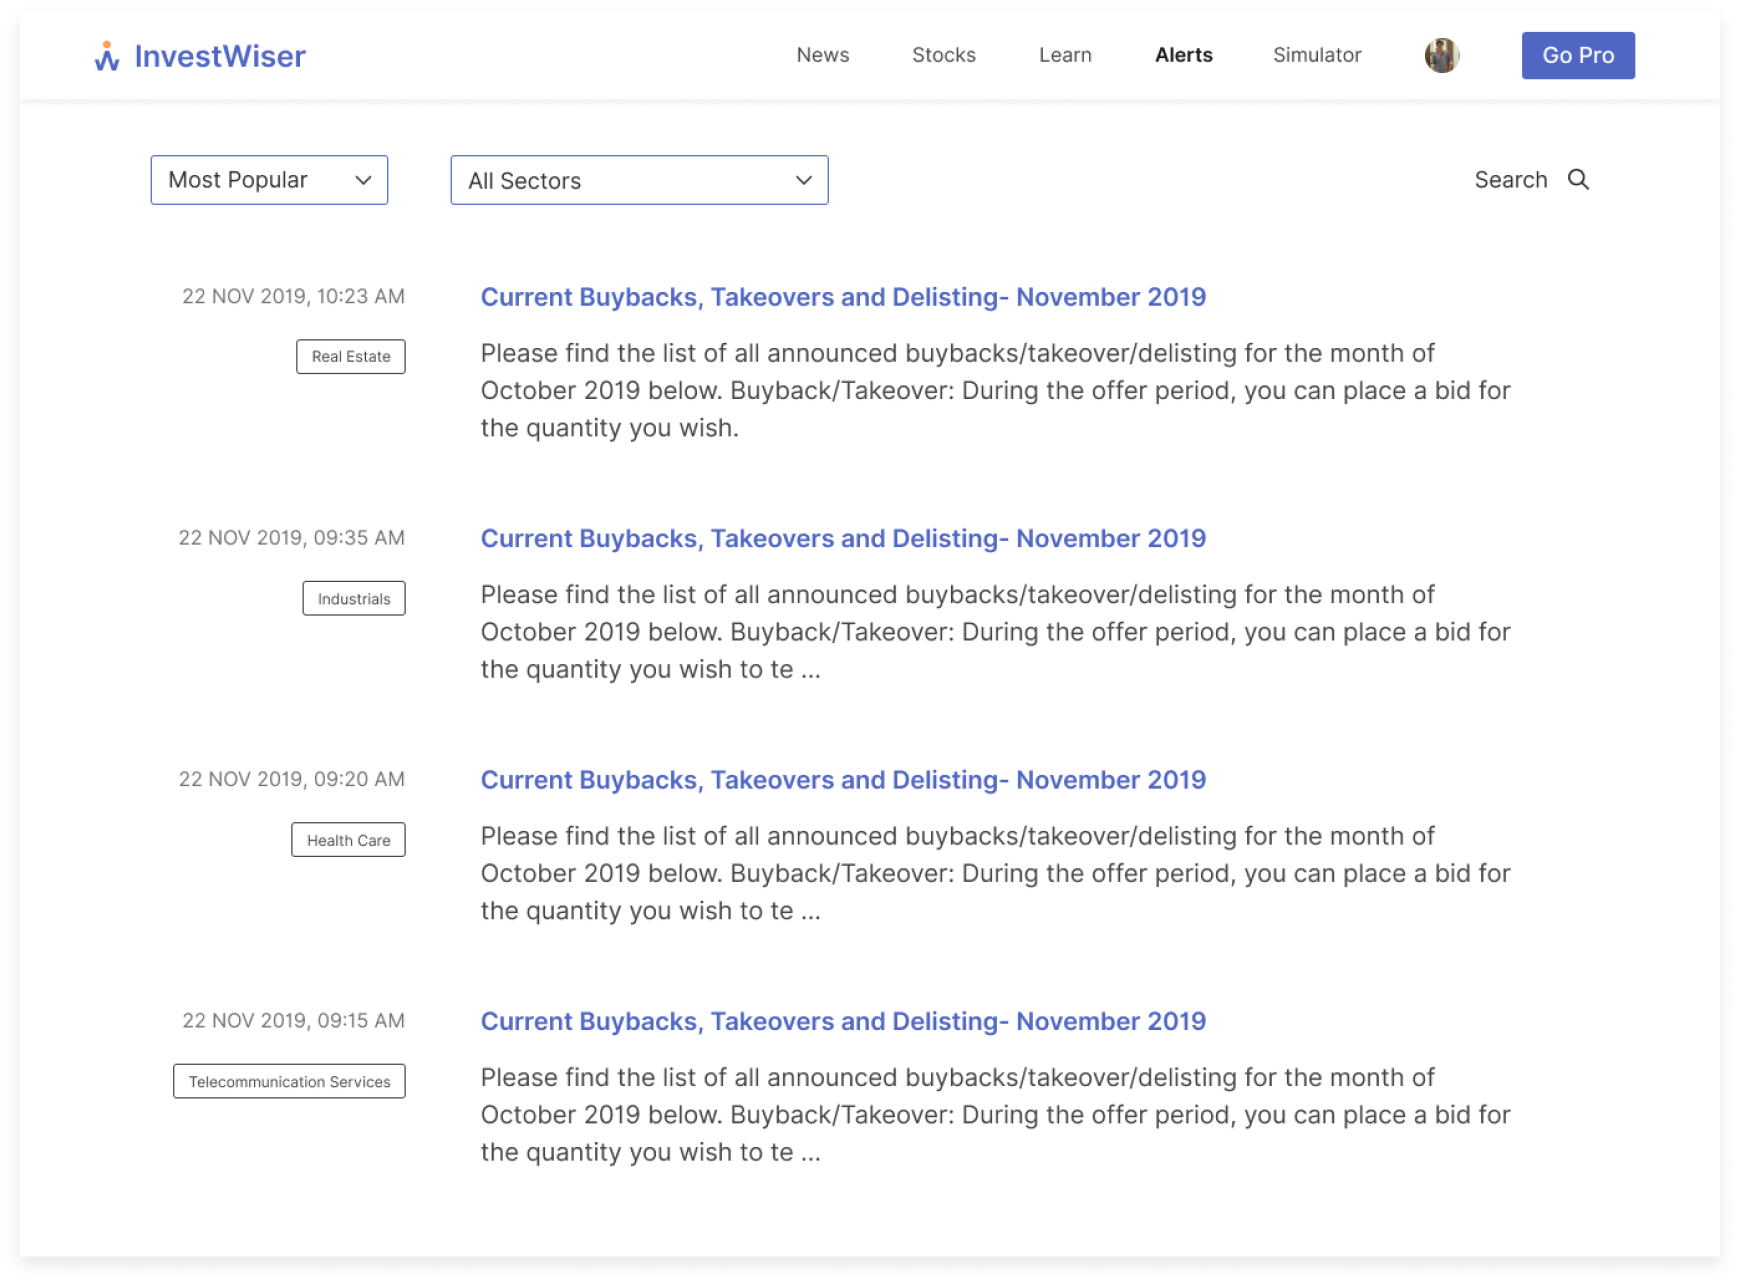 InvestWiser
News Stocks Learn Alerts Simulator Go Pro
Most Popular All Sectors Search
22 NOV 2019, 10:23 AM
Real Estate
Current Buybacks, Takeovers and Delisting- November 2019
Please find the list of all announced buybacks/takeover/delisting for the month of
October 2019 below. Buyback/Takeover: During the offer period, you can place a bid for
the quantity you wish.
22 NOV 2019, 09:35 AM
Industrials
Current Buybacks, Takeovers and Delisting- November 2019
Please find the list of all announced buybacks/takeover/delisting for the month of
October 2019 below. Buyback/Takeover: During the offer period, you can place a bid for
the quantity you wish to te ...
22 NOV 2019, 09:20 AM
Health Care
Current Buybacks, Takeovers and Delisting- November 2019
Please find the list of all announced buybacks/takeover/delisting for the month of
October 2019 below. Buyback/Takeover: During the offer period, you can place a bid for
the quantity you wish to te ...
22 NOV 2019, 09:15 AM
Telecommunication Services
Current Buybacks, Takeovers and Delisting- November 2019
Please find the list of all announced buybacks/takeover/delisting for the month of
October 2019 below. Buyback/Takeover: During the offer period, you can place a bid for
the quantity you wish to te ...